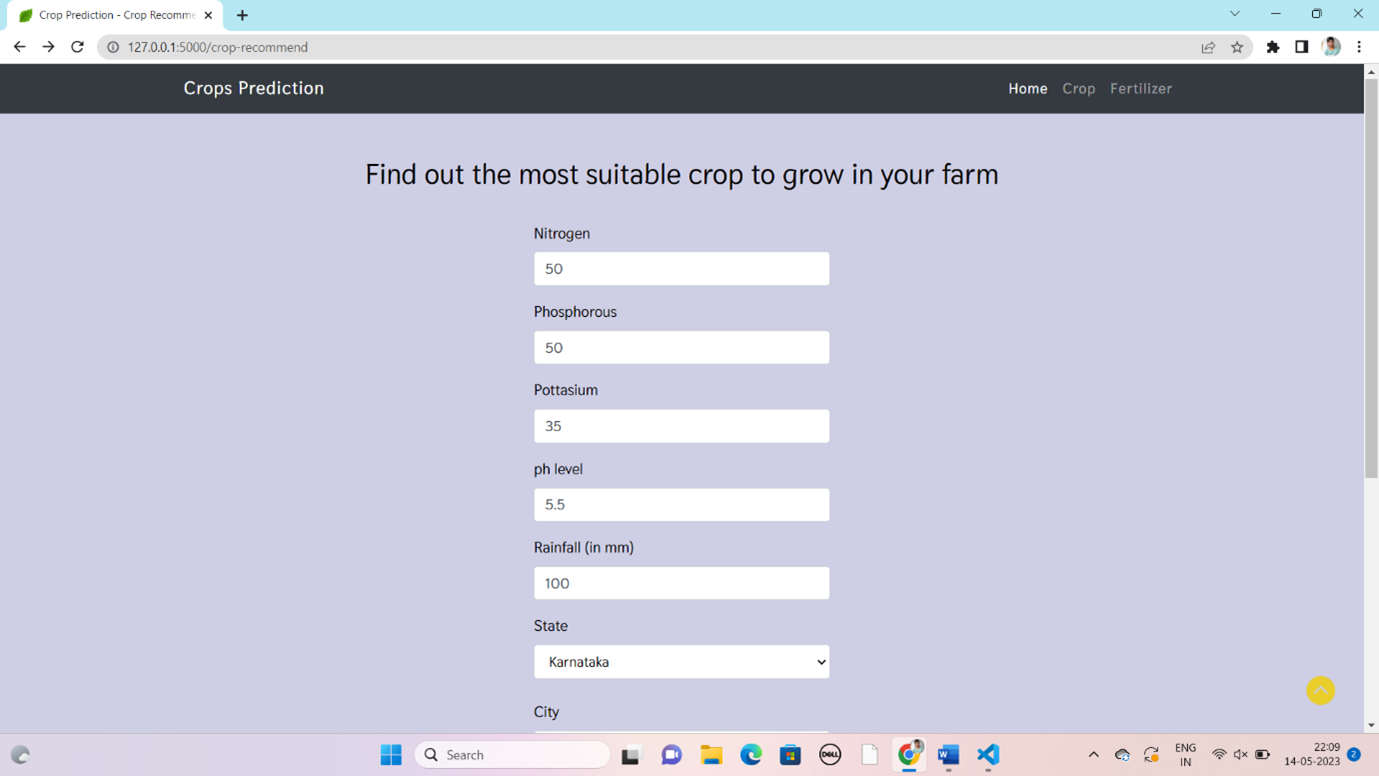 Crop Prediction - Crop Recomme
127.0.0.1:5000/crop-recommend
Crops Prediction
Home Crop Fertilizer
Find out the most suitable crop to grow in your farm
Nitrogen
50
Phosphorous
50
Pottasium
35
ph level
5.5
Rainfall (in mm)
100
State
Karnataka
City
Search
DELL
W
ENG
IN
22:09
14-05-2023
2